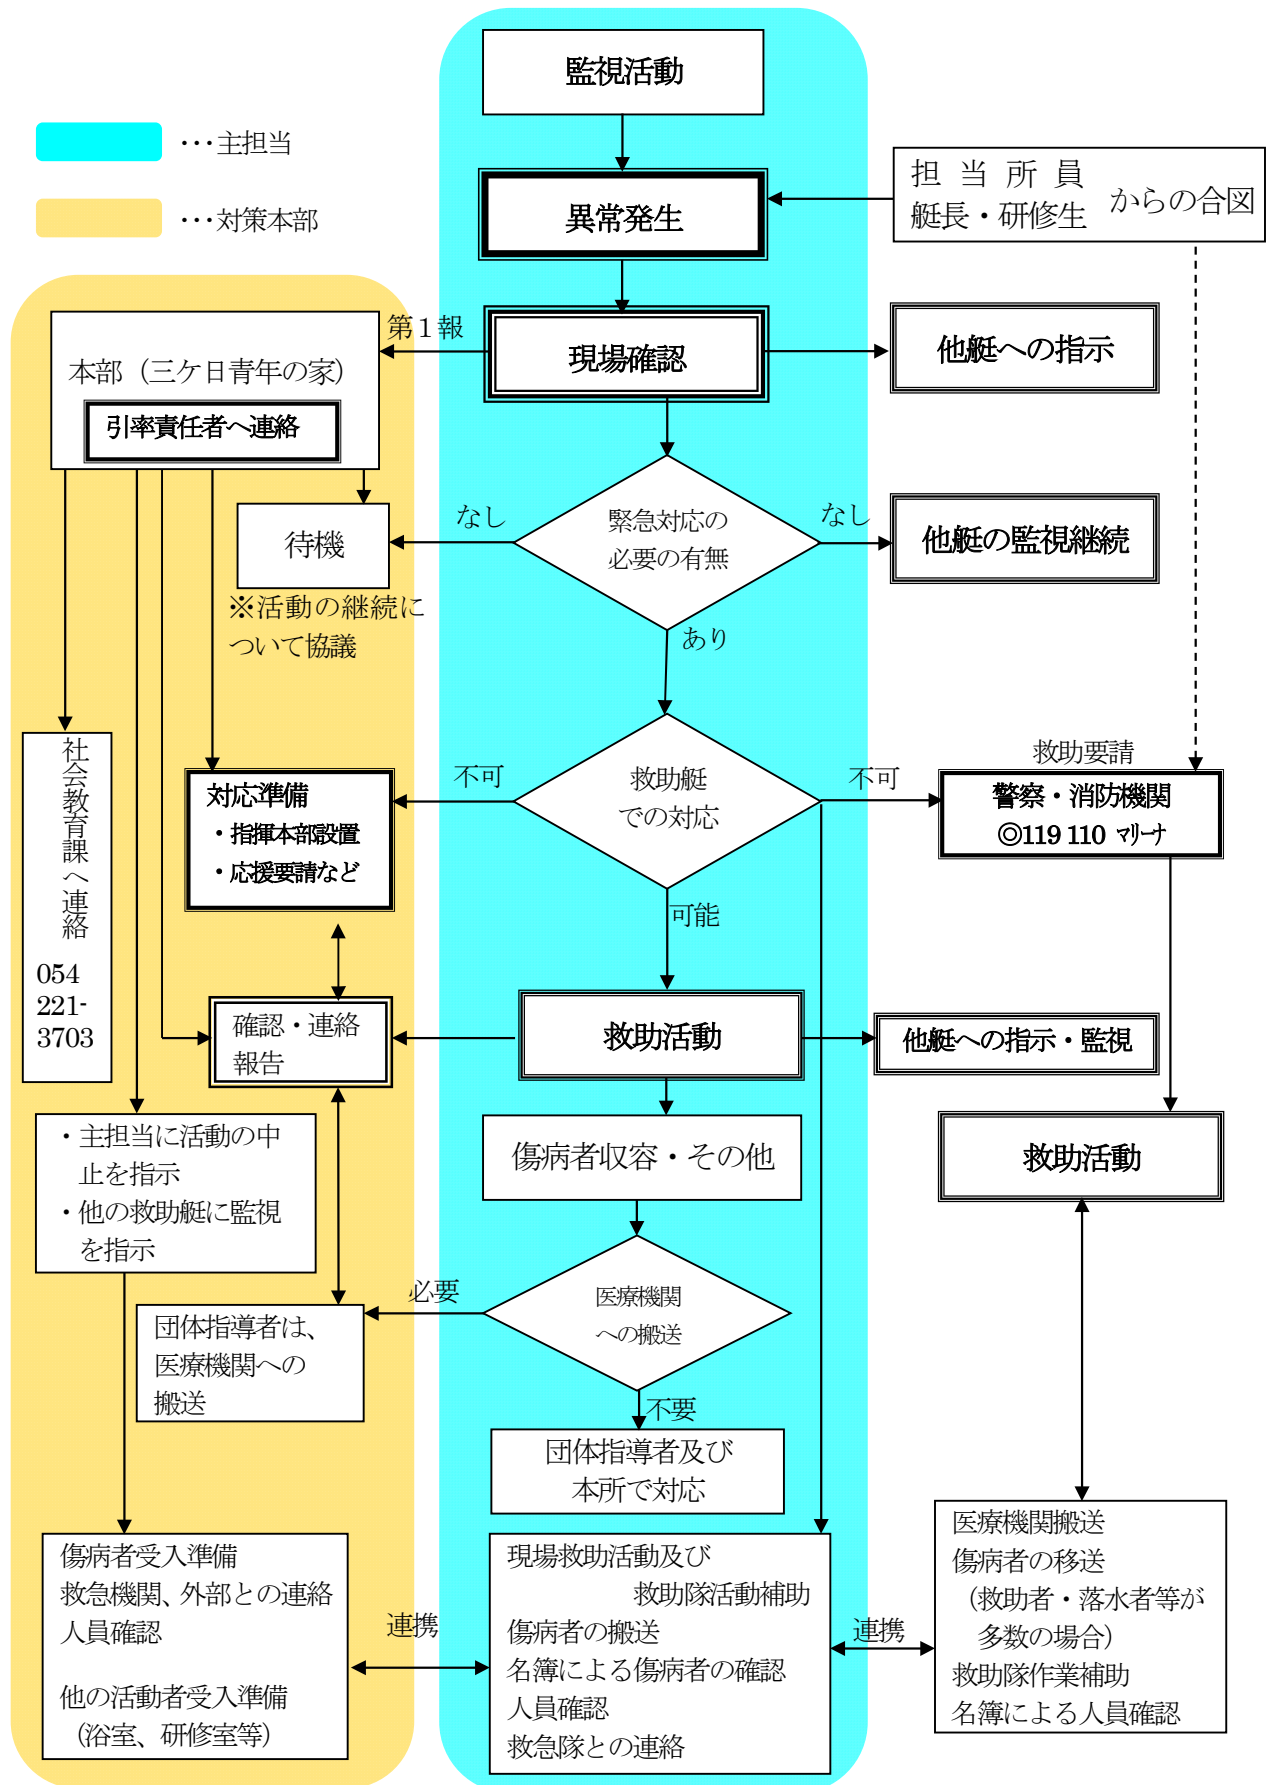 監視活動
・・・主担当
・・・対策本部
異常発生
担当所員
艇長・研修生
からの合図
第1報
本部（三ケ日青年の家）
引率責任者へ連絡
現場確認
他艇への指示
なし
緊急対応の
必要の有無
なし
待機
※活動の継続に
ついて協議
他艇の監視継続
あり
社会教育課へ連絡
054
221-
3703
対応準備
・指揮本部設置
・応援要請など
不可
救助艇
での対応
不可
救助要請
警察・消防機関
◎119 110 マリーナ
可能
確認・連絡
報告
救助活動
他艇への指示・監視
・主担当に活動の中
止を指示
・他の救助艇に監視
を指示
傷病者収容・その他
救助活動
必要
医療機関
への搬送
団体指導者は、
医療機関への
搬送
不要
団体指導者及び
本所で対応
傷病者受入準備
救急機関、外部との連絡
人員確認
他の活動者受入準備
（浴室、研修室等）
連携
現場救助活動及び
救助隊活動補助
傷病者の搬送
名簿による傷病者の確認
人員確認
救急隊との連絡
連携
医療機関搬送
傷病者の移送
（救助者・落水者等が
多数の場合）
救助隊作業補助
名簿による人員確認